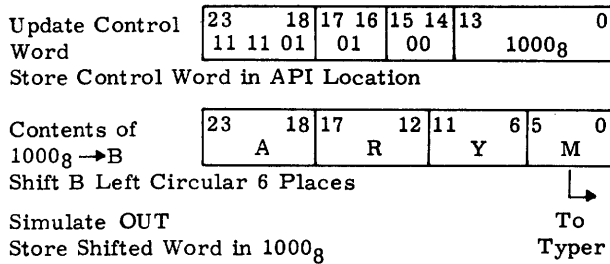 Update Control 23 18 17 16 15 14 13 0
Word 11 11 01 01 00 1000₈
Store Control Word in API Location
Contents of 23 18 17 12 11 6 5 0
1000₈ → B A R Y M
Shift B Left Circular 6 Places
Simulate OUT To
Store Shifted Word in 1000₈ Typer